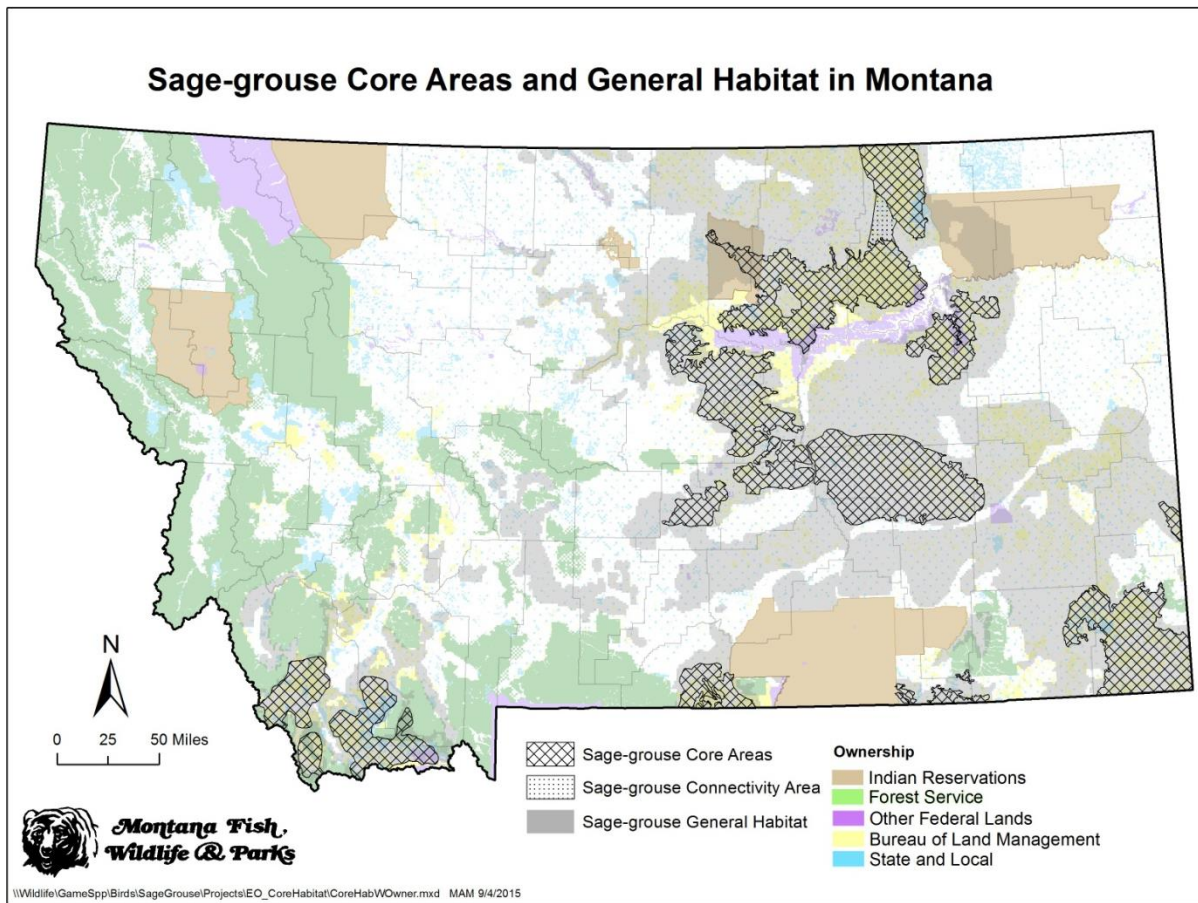 Sage-grouse Core Areas and General Habitat in Montana
N
0 25 50 Miles
Sage-grouse Core Areas
Sage-grouse Connectivity Area
Sage-grouse General Habitat
Ownership
Indian Reservations
Forest Service
Other Federal Lands
Bureau of Land Management
State and Local
Montana Fish,
Wildlife & Parks
\\Wildlife\GameSpp\Birds\SageGrouse\Projects\EO_CoreHabitat\CoreHabWOwner.mxd MAM 9/4/2015